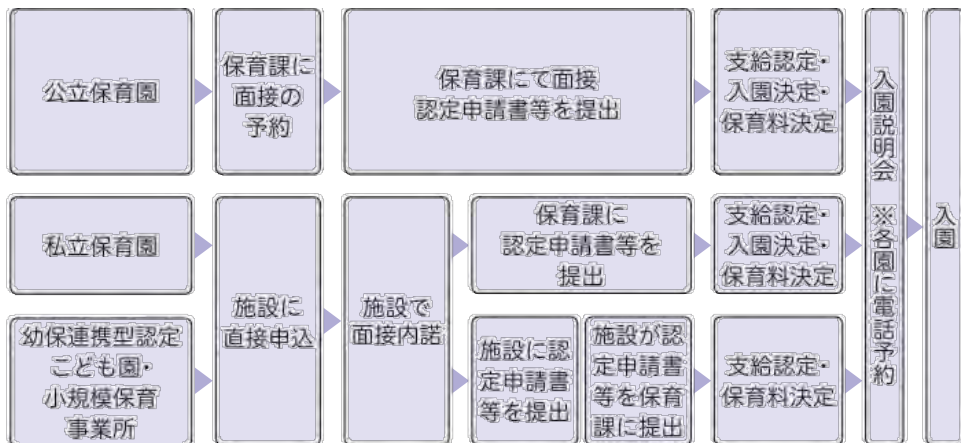 公立保育園
保育課に
面接の
予約
保育課にて面接
認定申請書等を提出
支給認定・
入園決定・
保育料決定
私立保育園
幼保連携型認定
こども園・
小規模保育
事業所
施設に
直接申込
施設で
面接内諾
保育課に
認定申請書等を
提出
支給認定・
入園決定・
保育料決定
施設に認
定申請書
等を提出
施設が認
定申請書
等を保育
課に提出
支給認定・
保育料決定
入園説明会 ※各園に電話予約
入園